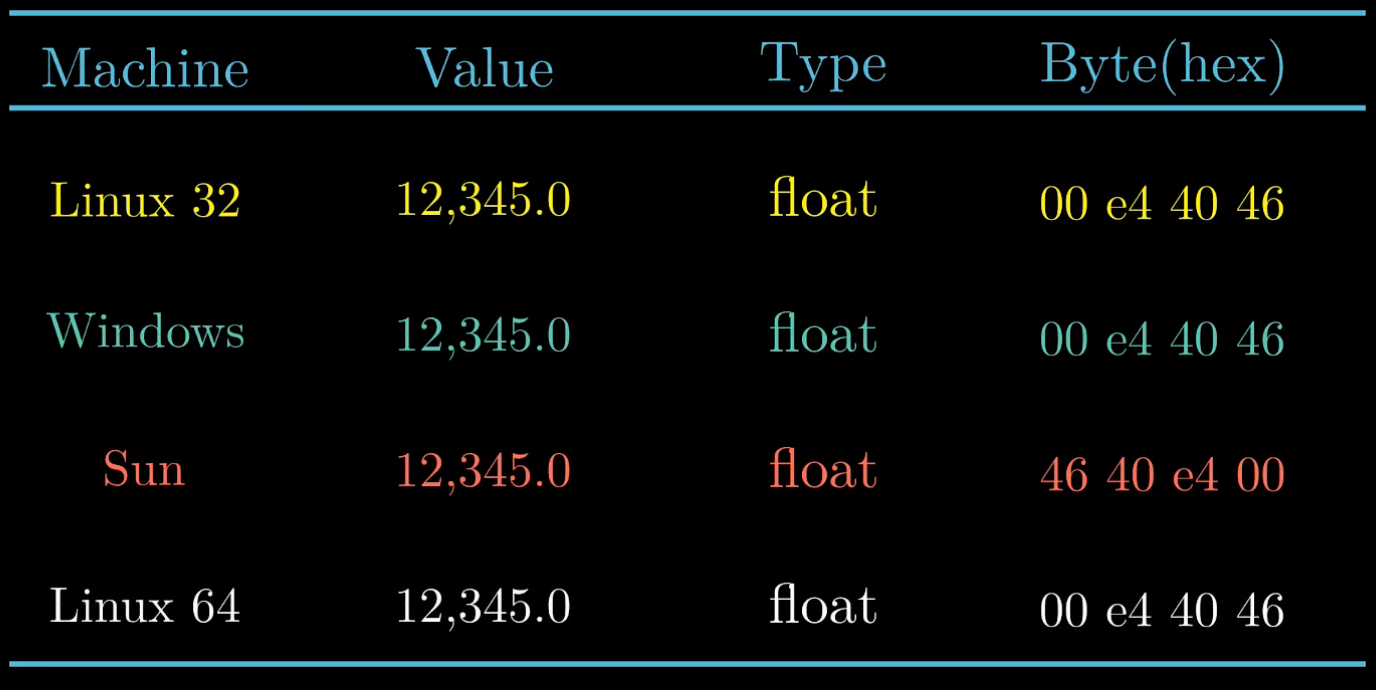 Machine Value Type Byte(hex)
Linux 32 12,345.0 float 00 e4 40 46
Windows 12,345.0 float 00 e4 40 46
Sun 12,345.0 float 46 40 e4 00
Linux 64 12,345.0 float 00 e4 40 46